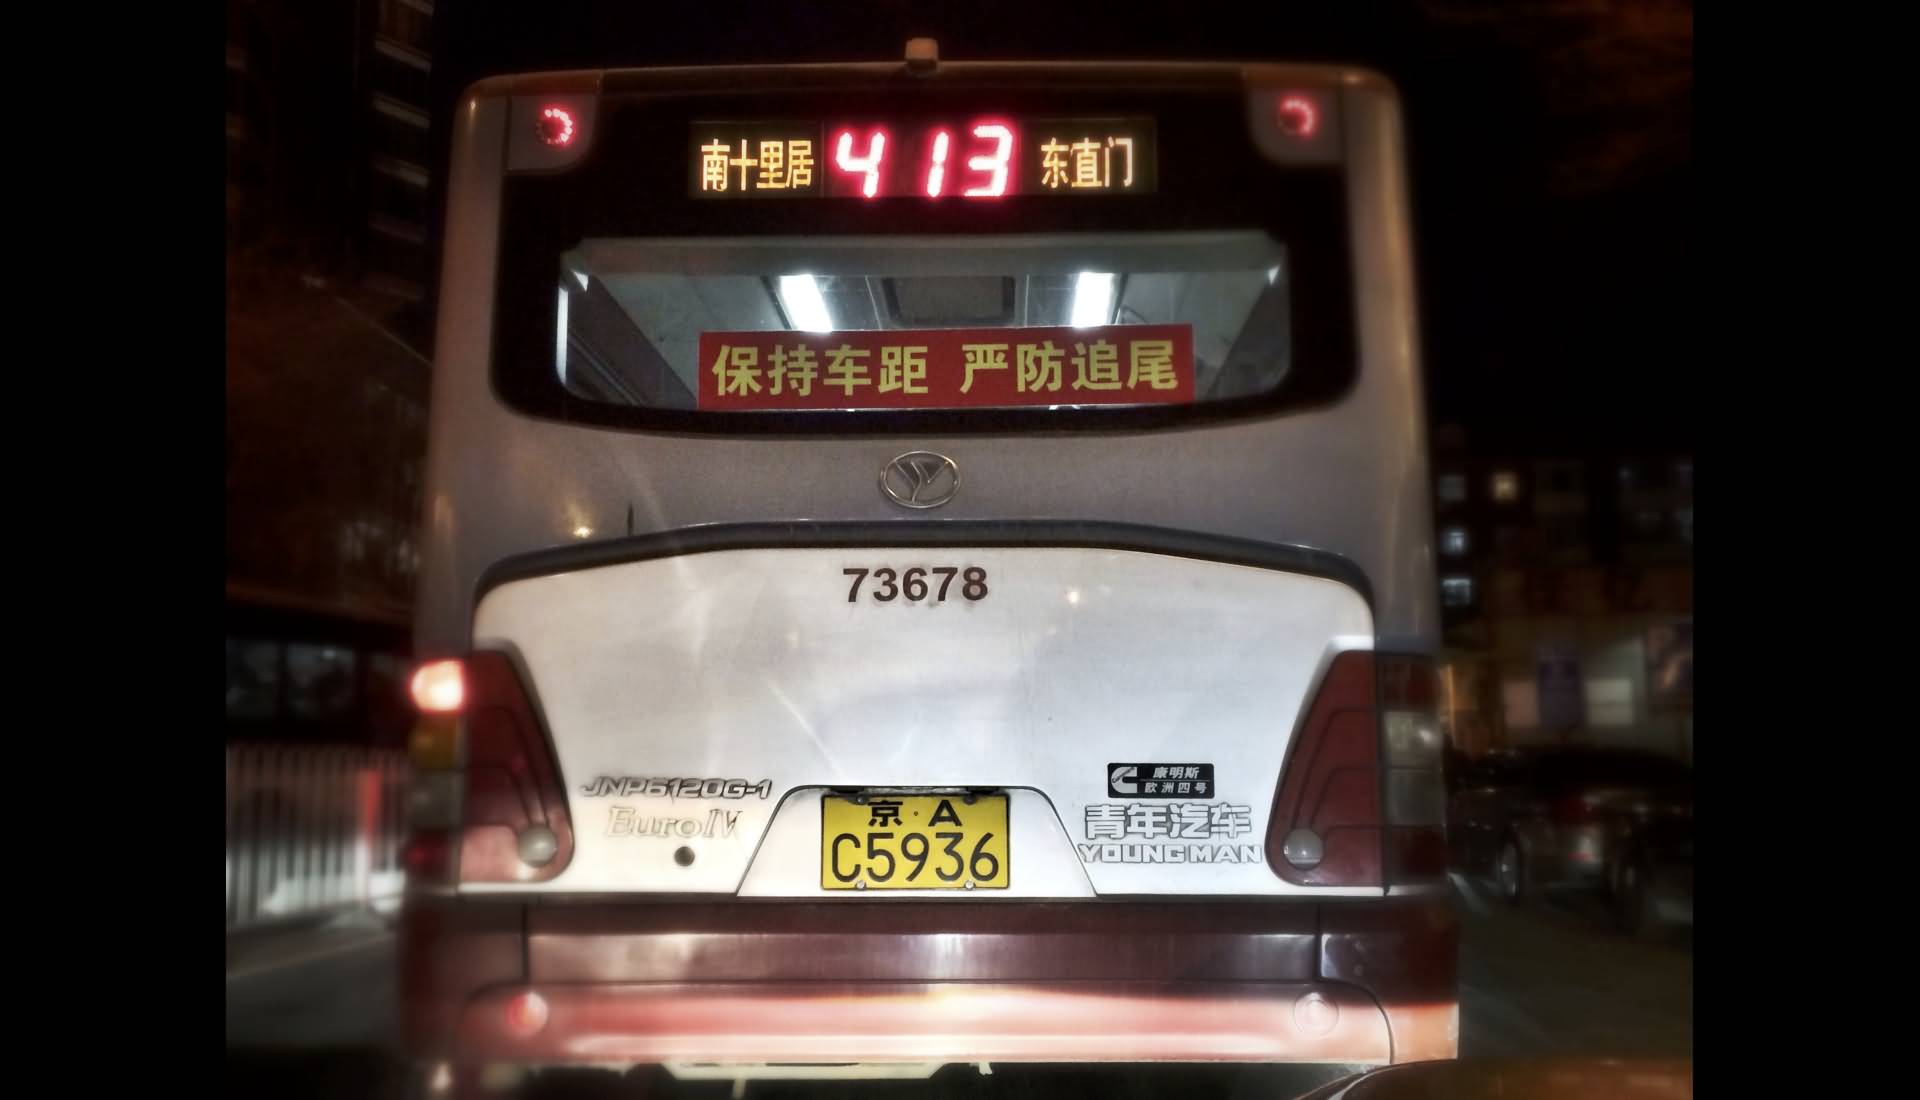 南十里居 413 东直门
保持车距 严防追尾
73678
JNP6120G-1
EuroIV
康明斯
欧洲四号
青年汽车
YOUNGMAN
京·A
C5936